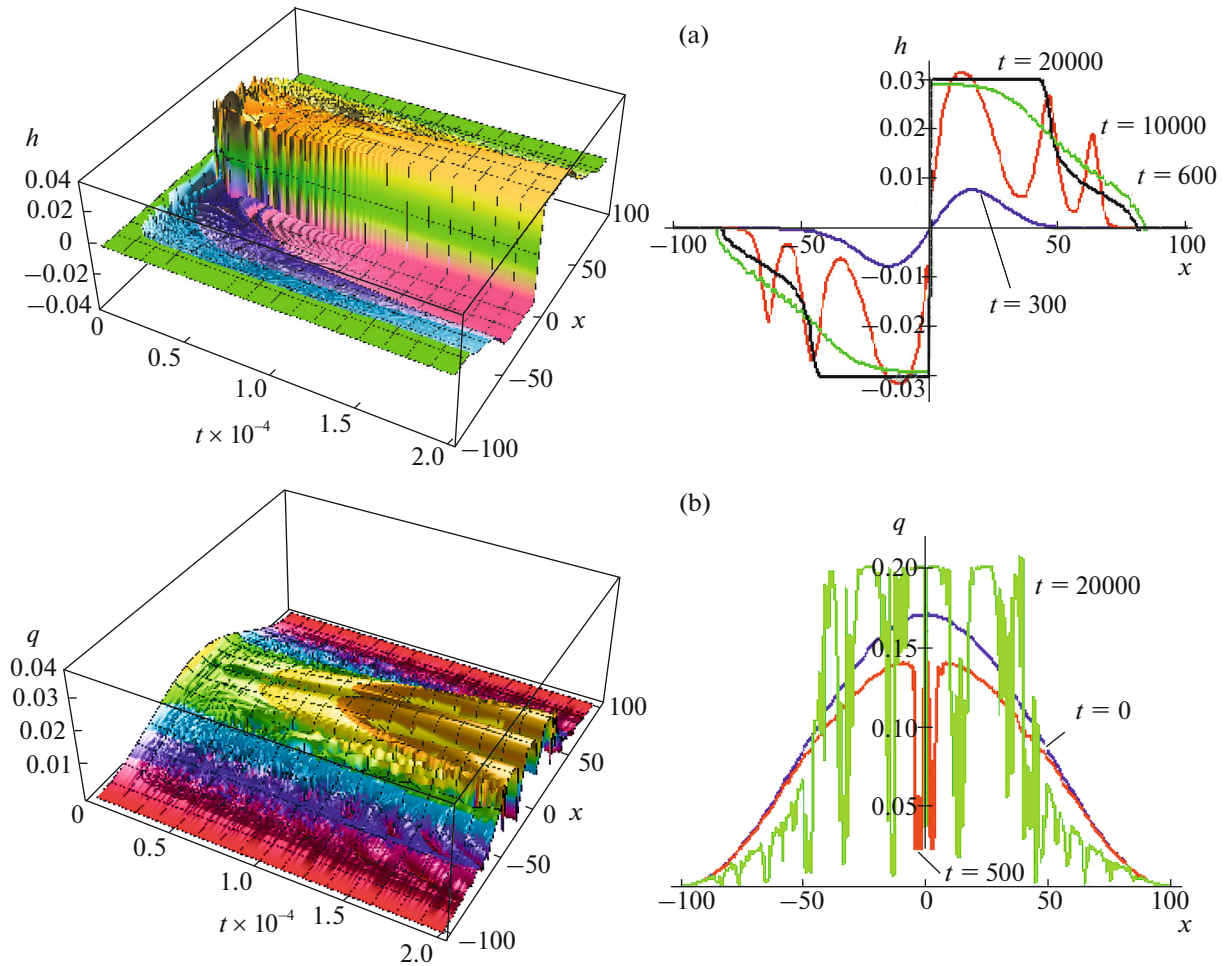 (a)
h
0.04
0.02
0
−0.02
−0.04
0
0.5
1.0
1.5
2.0
t × 10⁻⁴
−100
−50
0
x
50
100
h
t = 20000
0.03
0.02
t = 10000
0.01
t = 600
−100
−50
50
100
x
−0.01
t = 300
−0.02
−0.03
(b)
q
0.04
0.03
0.02
0.01
0
0.5
1.0
1.5
2.0
t × 10⁻⁴
−100
−50
0
x
50
100
q
0.20
t = 20000
0.15
t = 0
0.10
0.05
t = 500
−100
−50
0
50
100
x